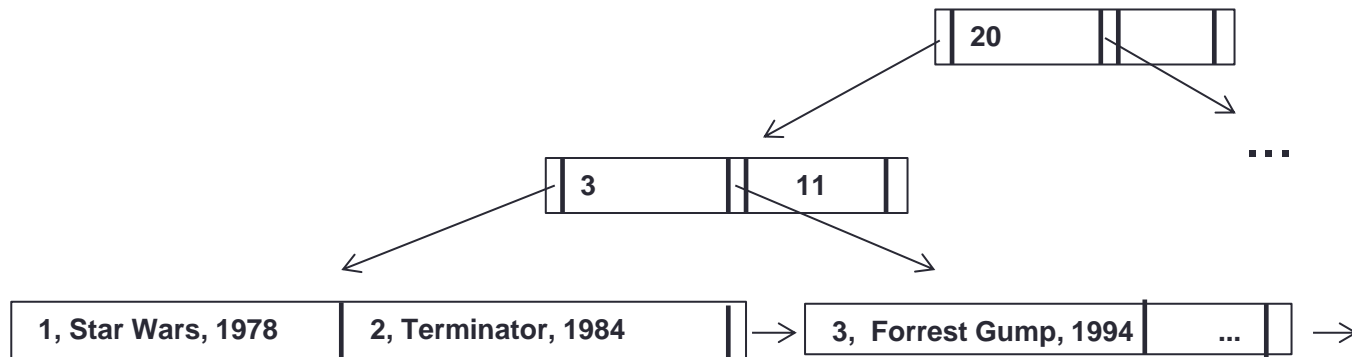 20
...
3 11
1, Star Wars, 1978 2, Terminator, 1984 3, Forrest Gump, 1994 ...